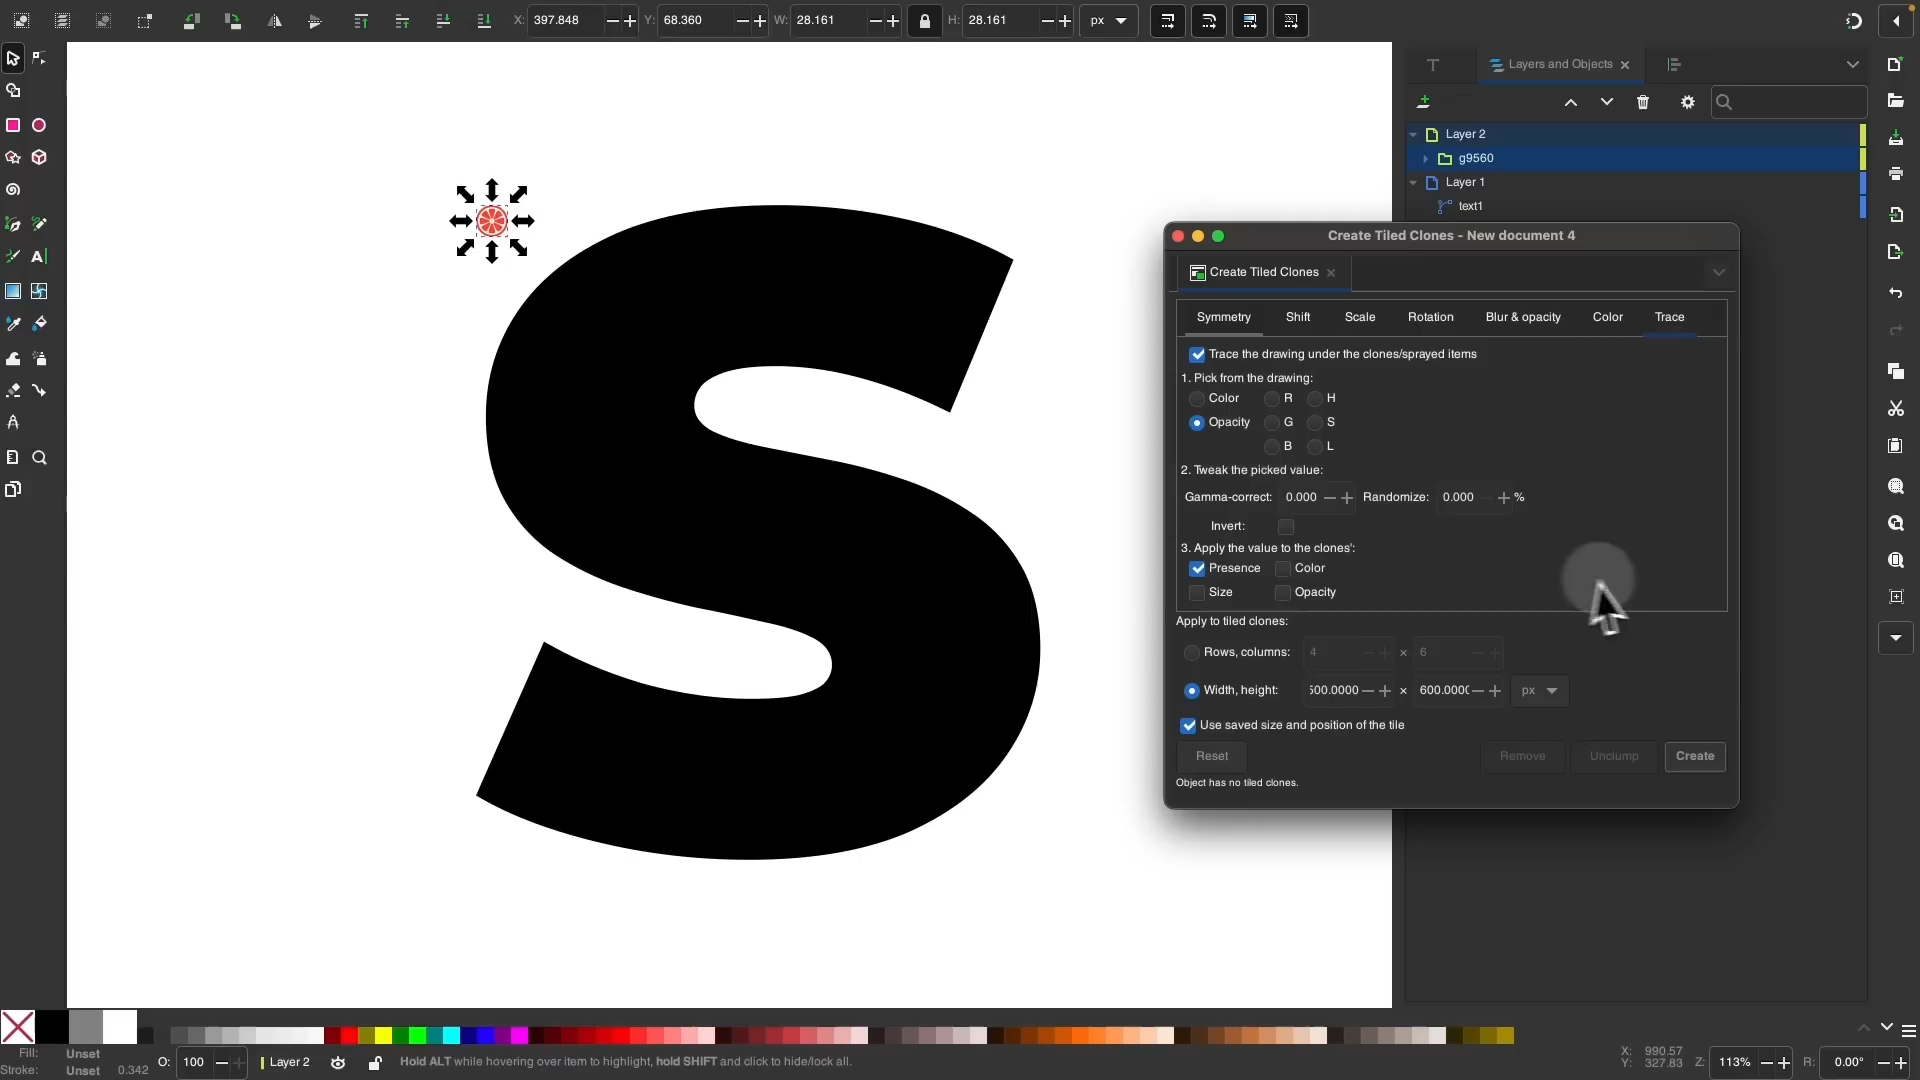 X: 397.848 Y: 68.360 W: 28.161 H: 28.161 px
Layers and Objects
Layer 2
g9560
Layer 1
text1
Create Tiled Clones - New document 4
Create Tiled Clones
Symmetry Shift Scale Rotation Blur & opacity Color Trace
Trace the drawing under the clones/sprayed items
1. Pick from the drawing:
Color R H
Opacity G S
B L
2. Tweak the picked value:
Gamma-correct: 0.000 Randomize: 0.000 %
Invert:
3. Apply the value to the clones':
Presence Color
Size Opacity
Apply to tiled clones:
Rows, columns: 4 × 6
Width, height: 500.0000 × 600.000 px
Use saved size and position of the tile
Reset Remove Unclump Create
Object has no tiled clones.
S
Fill: Unset
Stroke: Unset 0.342
O: 100 Layer 2
Hold ALT while hovering over item to highlight, hold SHIFT and click to hide/lock all.
X: 990.57
Y: 327.83
Z: 113% R: 0.00°